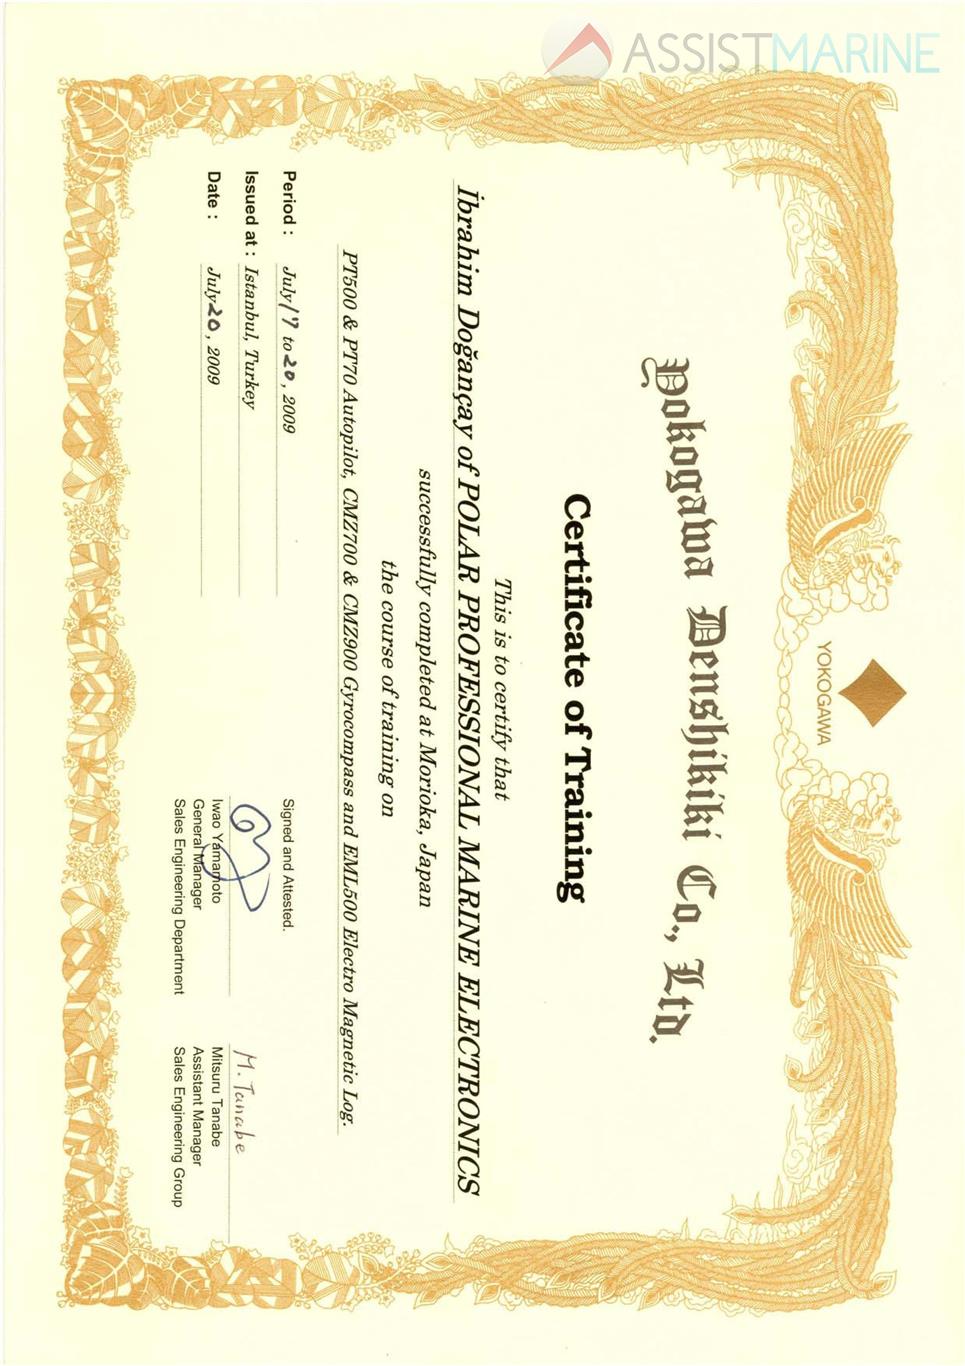 ASSISTMARINE
YOKOGAWA
Yokogawa Denshikiki Co., Ltd.
Certificate of Training
This is to certify that
İbrahim Doğançay of POLAR PROFESSIONAL MARINE ELECTRONICS
successfully completed at Morioka, Japan
the course of training on
PT500 & PT70 Autopilot, CMZ700 & CMZ900 Gyrocompass and EML500 Electro Magnetic Log.
Period : July 17 to 20, 2009
Issued at : Istanbul, Turkey
Date : July 20, 2009
Signed and Attested.
Iwao Yamamoto
General Manager
Sales Engineering Department
M. Tanabe
Mitsuru Tanabe
Assistant Manager
Sales Engineering Group